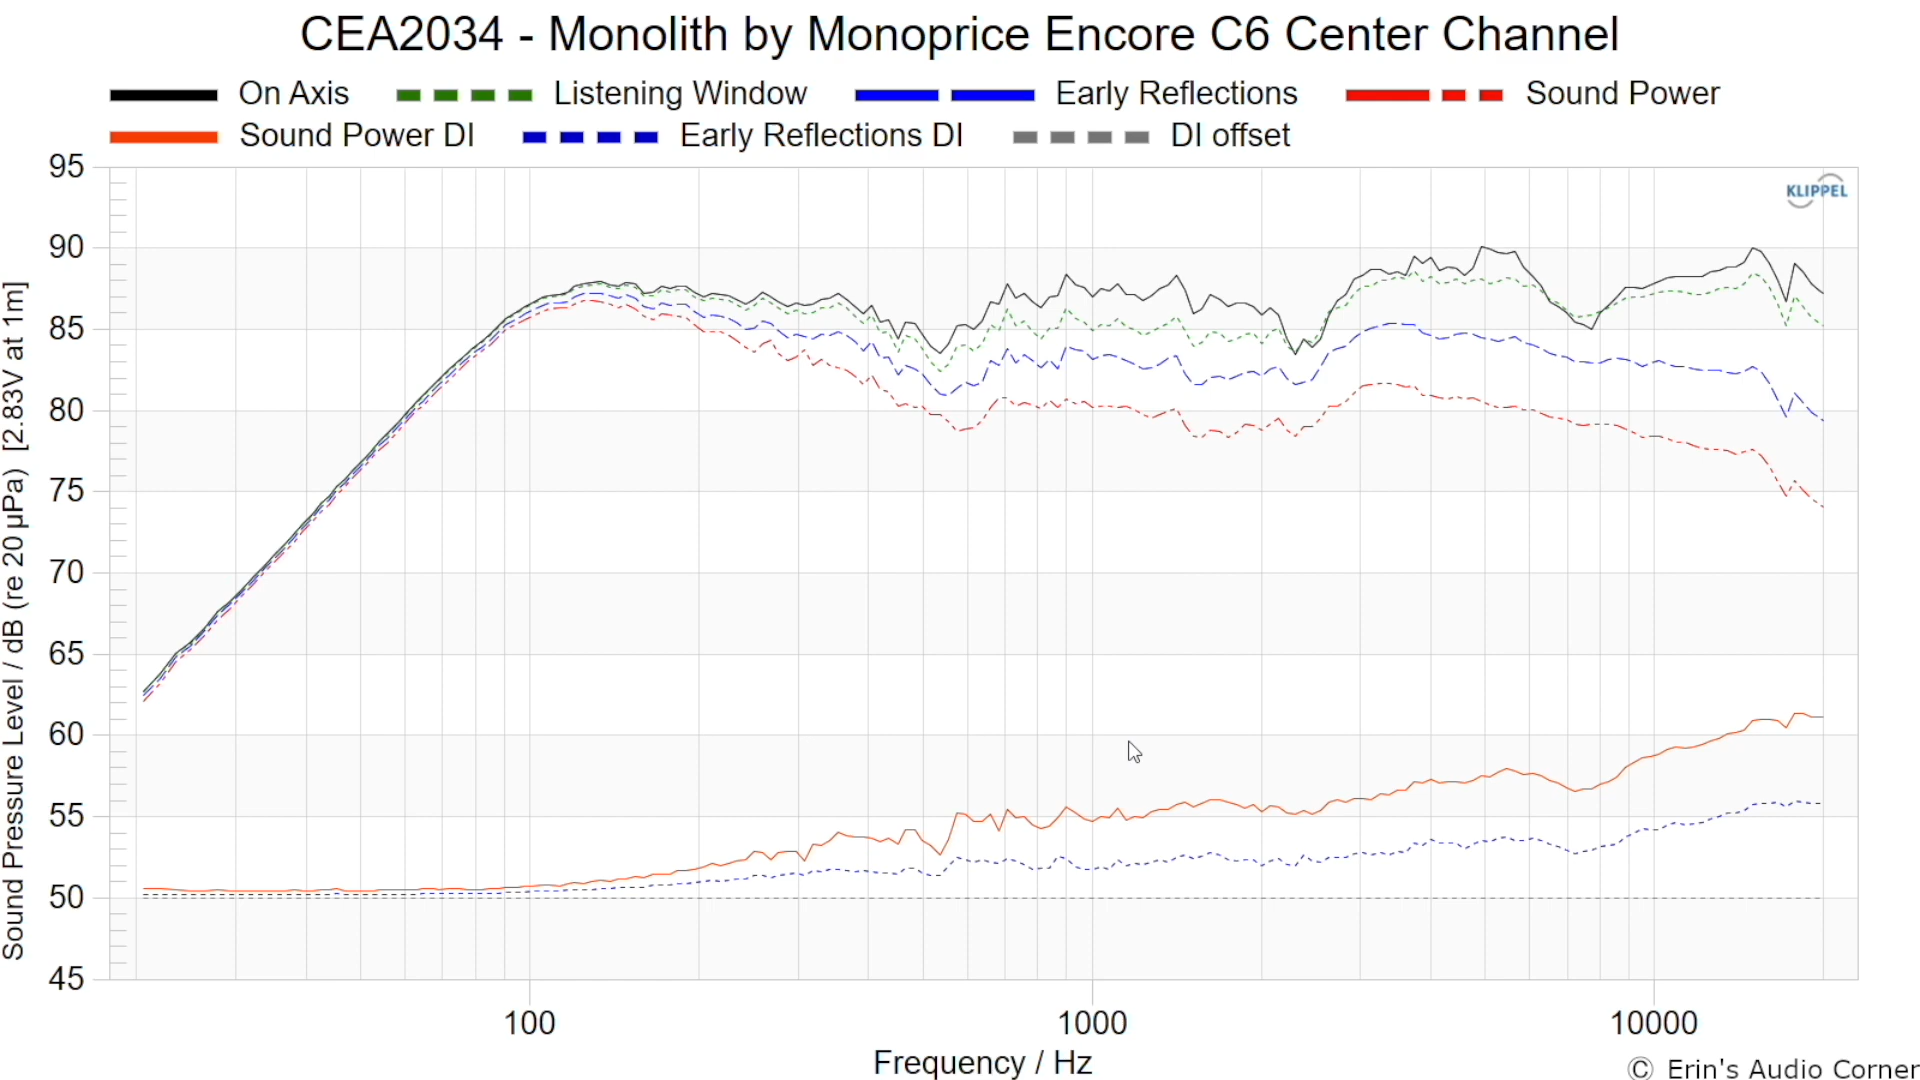 CEA2034 - Monolith by Monoprice Encore C6 Center Channel
On Axis Listening Window Early Reflections Sound Power
Sound Power DI Early Reflections DI DI offset
KLIPPEL
Sound Pressure Level / dB (re 20 µPa) [2.83V at 1m]
95
90
85
80
75
70
65
60
55
50
45
100 1000 10000
Frequency / Hz
© Erin's Audio Corner